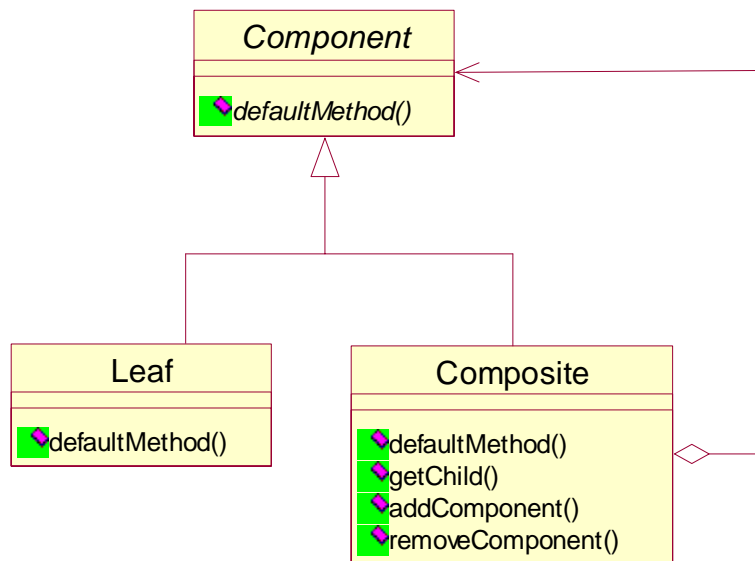 Component
defaultMethod()
Leaf
defaultMethod()
Composite
defaultMethod()
getChild()
addComponent()
removeComponent()